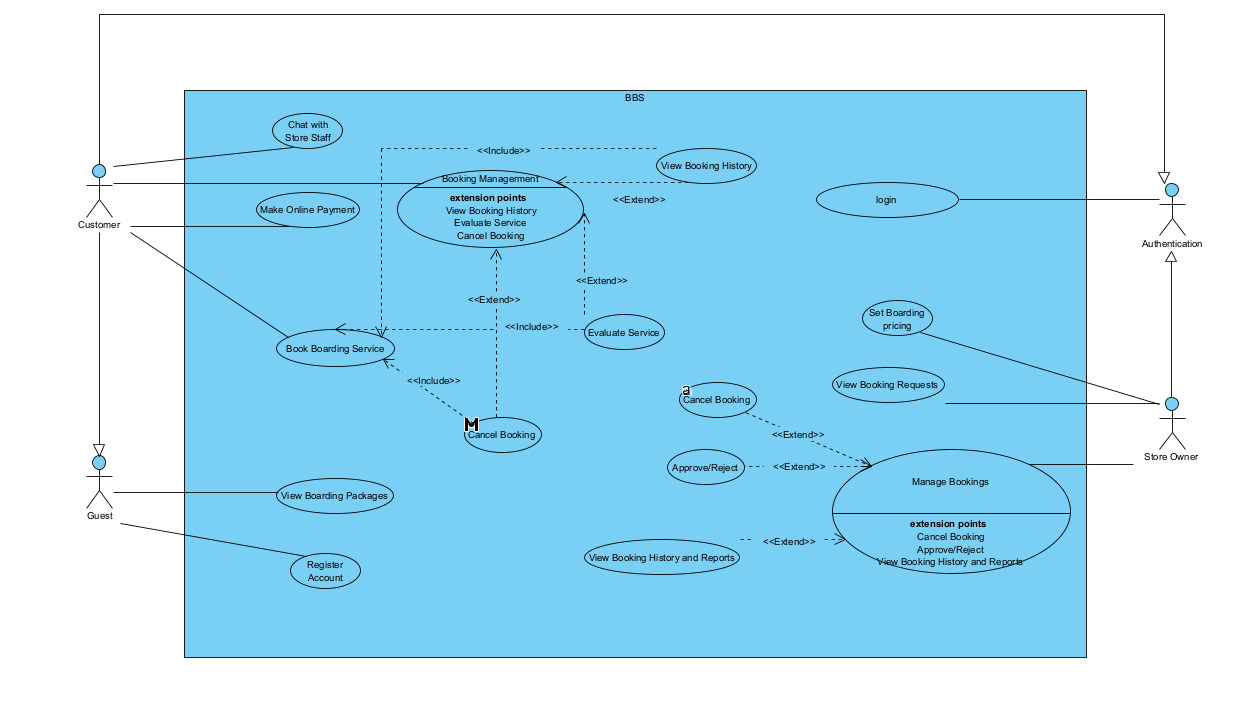 BBS
Chat with
Store Staff
<<Include>>
View Booking History
Booking Managerment
extension points
View Booking History
Evaluate Service
Cancel Booking
<<Extend>>
Make Online Payment
login
Customer
Authentication
<<Extend>>
<<Extend>>
Set Boarding
pricing
<<Include>>
Evaluate Service
Book Boarding Service
<<Include>>
View Booking Requests
a
Cancel Booking
M
Cancel Booking
<<Extend>>
Store Owner
Approve/Reject
<<Extend>>
Manage Bookings
extension points
Cancel Booking
Approve/Reject
View Booking History and Reports
View Boarding Packages
Guest
<<Extend>>
View Booking History and Reports
Register
Account